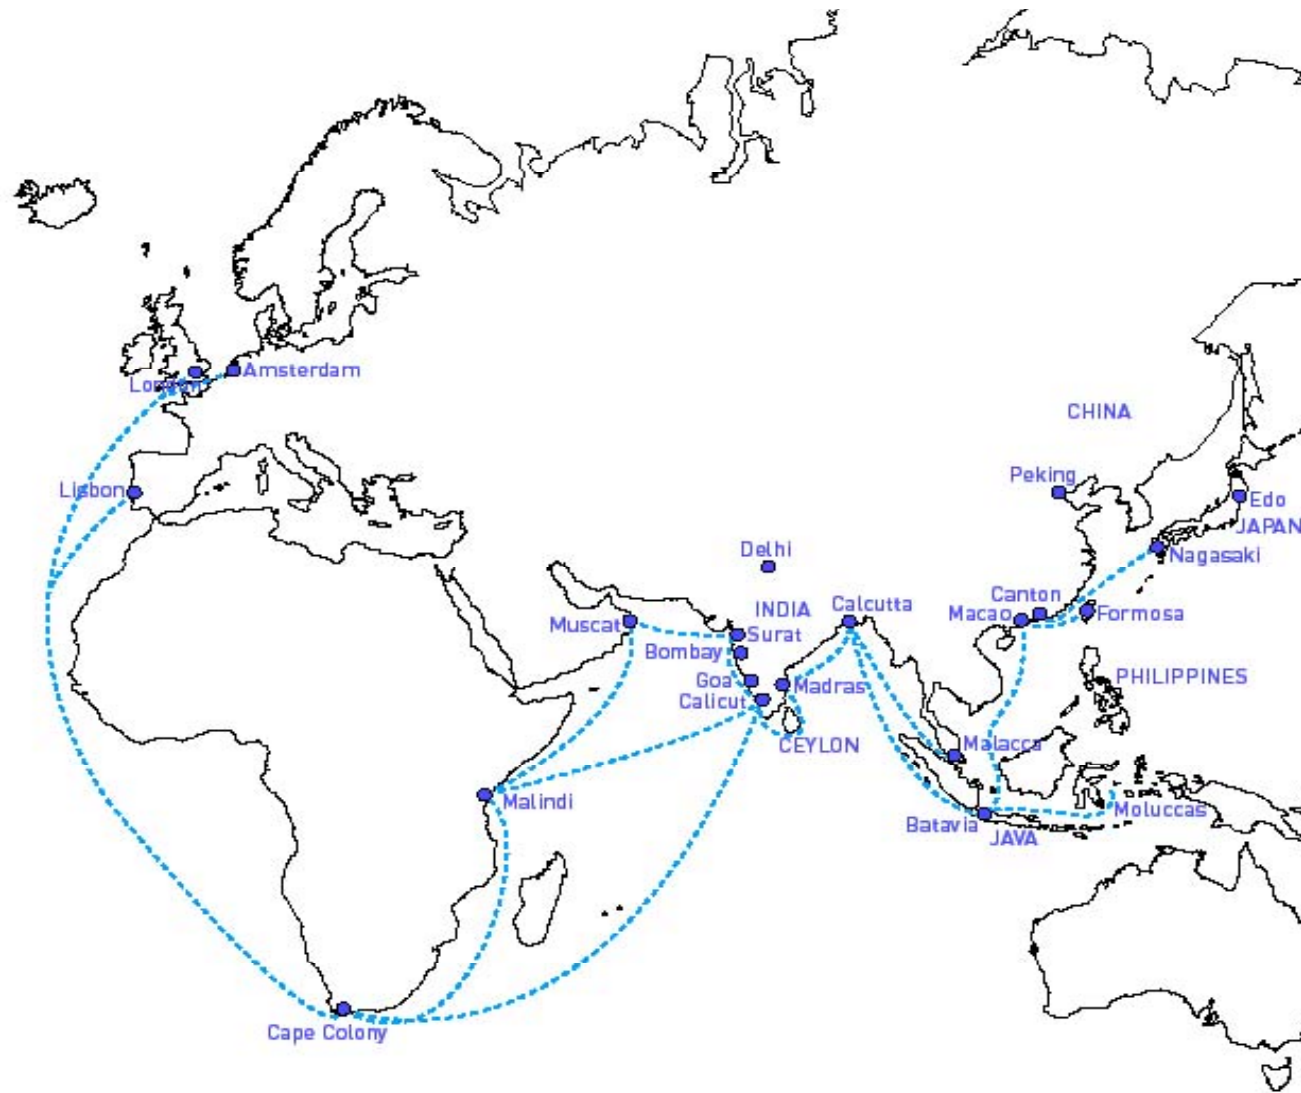 London
Amsterdam
CHINA
Lisbon
Peking
Edo
JAPAN
Nagasaki
Delhi
INDIA
Calcutta
Canton
Macao
Formosa
Muscat
Surat
Bombay
Goa
Madras
Calicut
PHILIPPINES
CEYLON
Malacca
Malindi
Moluccas
Batavia
JAVA
Cape Colony